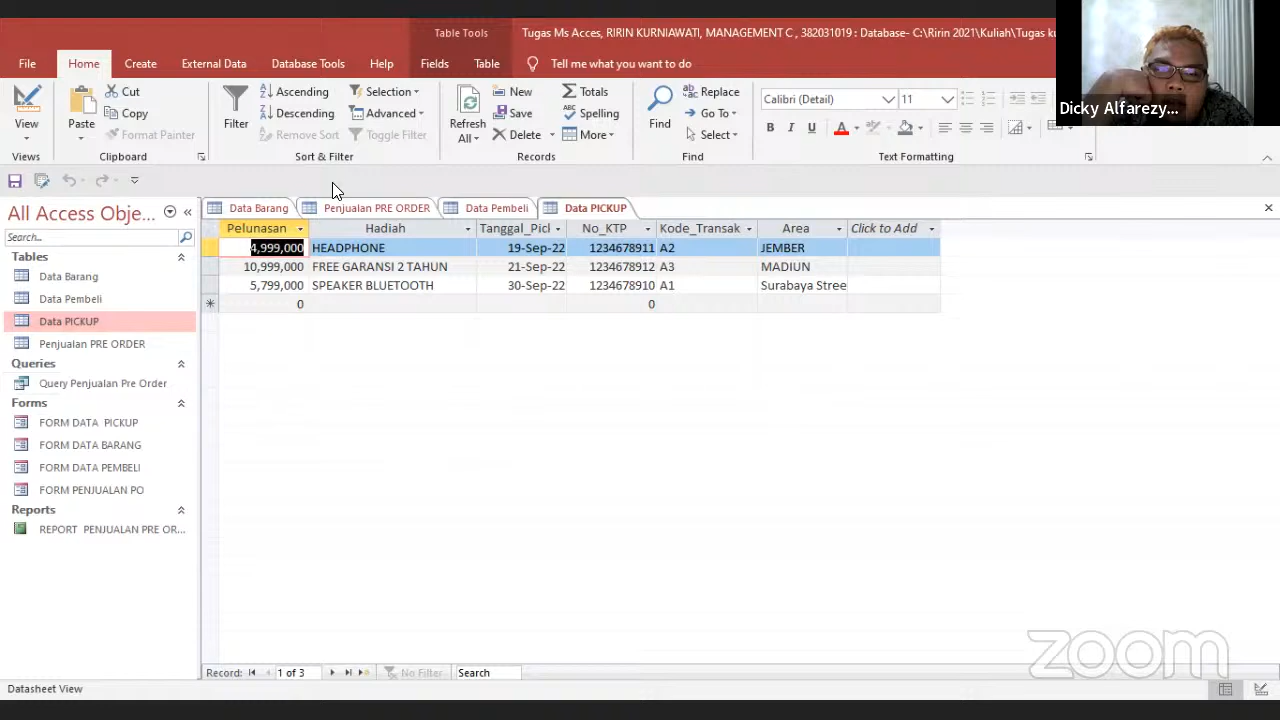 Table Tools
Tugas Ms Acces, RIRIN KURNIAWATI, MANAGEMENT C , 382031019 : Database- C:\Ririn 2021\Kuliah\Tugas ku
File Home Create External Data Database Tools Help Fields Table Tell me what you want to do
Dicky Alfarezy...
View
Views
Paste
Cut
Copy
Format Painter
Clipboard
Filter
Ascending
Descending
Remove Sort
Selection
Advanced
Toggle Filter
Sort & Filter
Refresh
All
New
Save
Delete
Totals
Spelling
More
Records
Find
Replace
Go To
Select
Find
Calibri (Detail) 11
B I U A
Text Formatting
All Access Obje...
Search...
Tables
Data Barang
Data Pembeli
Data PICKUP
Penjualan PRE ORDER
Queries
Query Penjualan Pre Order
Forms
FORM DATA PICKUP
FORM DATA BARANG
FORM DATA PEMBELI
FORM PENJUALAN PO
Reports
REPORT PENJUALAN PRE OR...
Data Barang Penjualan PRE ORDER Data Pembeli Data PICKUP
Pelunasan Hadiah Tanggal_Picl No_KTP Kode_Transak Area Click to Add
4,999,000 HEADPHONE 19-Sep-22 1234678911 A2 JEMBER
10,999,000 FREE GARANSI 2 TAHUN 21-Sep-22 1234678912 A3 MADIUN
5,799,000 SPEAKER BLUETOOTH 30-Sep-22 1234678910 A1 Surabaya Stree
0 0
zoom
Record: 1 of 3 No Filter Search
Datasheet View